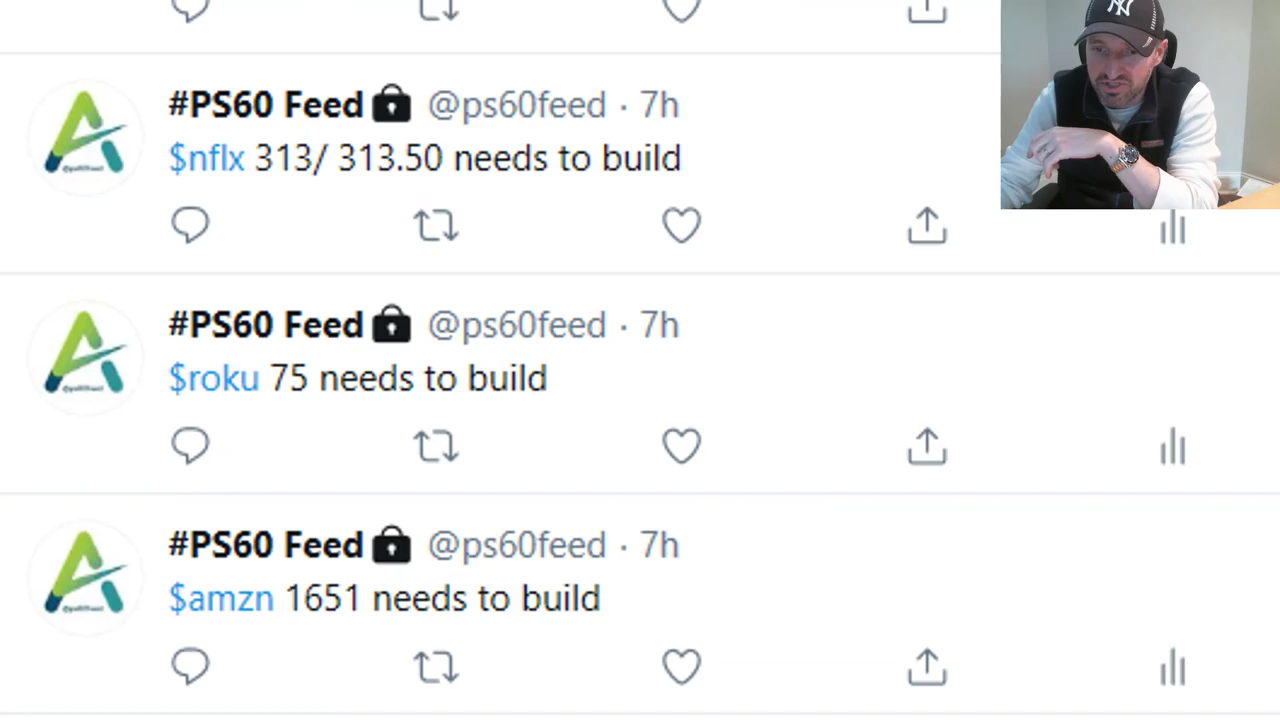 #PS60 Feed🔒 @ps60feed · 7h
$nflx 313/ 313.50 needs to build
#PS60 Feed🔒 @ps60feed · 7h
$roku 75 needs to build
#PS60 Feed🔒 @ps60feed · 7h
$amzn 1651 needs to build